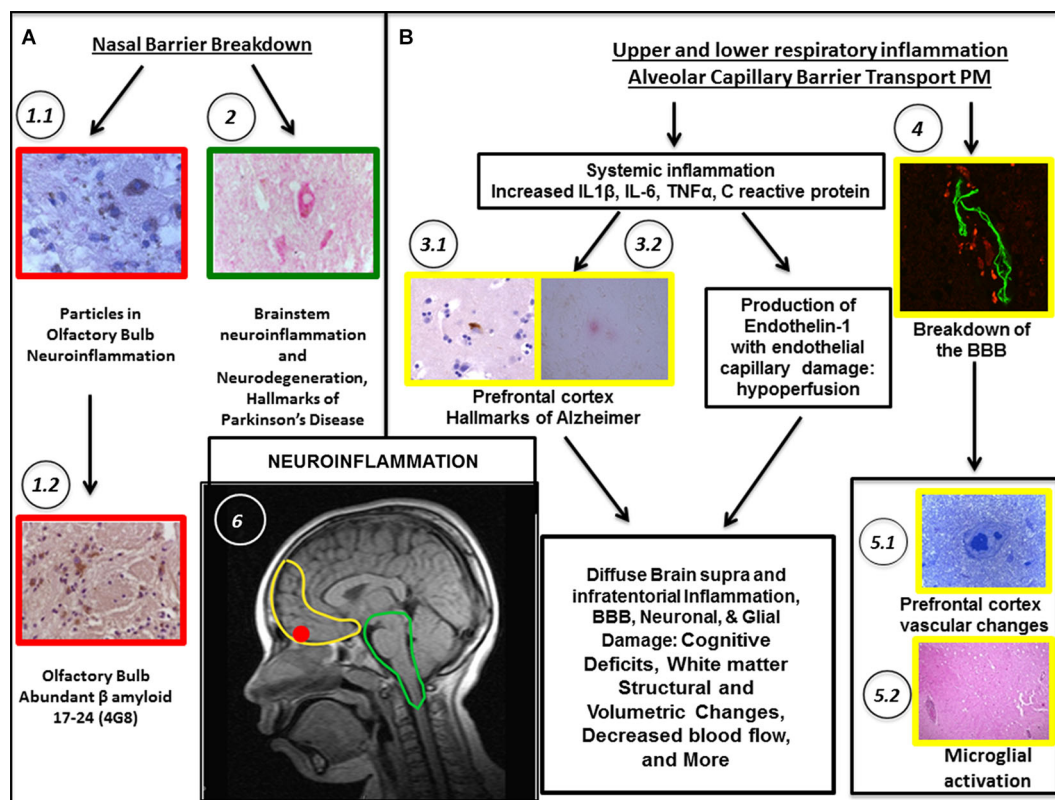 A
Nasal Barrier Breakdown
1.1
2
Particles in
Olfactory Bulb
Neuroinflammation
Brainstem
neuroinflammation
and
Neurodegeneration,
Hallmarks of
Parkinson's Disease
1.2
Olfactory Bulb
Abundant β amyloid
17-24 (4G8)
NEUROINFLAMMATION
6
B
Upper and lower respiratory inflammation
Alveolar Capillary Barrier Transport PM
Systemic inflammation
Increased IL1β, IL-6, TNFα, C reactive protein
3.1
3.2
Prefrontal cortex
Hallmarks of Alzheimer
Production of
Endothelin-1
with endothelial
capillary damage:
hypoperfusion
4
Breakdown of
the BBB
Diffuse Brain supra and
infratentorial Inflammation,
BBB, Neuronal, & Glial
Damage: Cognitive
Deficits, White matter
Structural and
Volumetric Changes,
Decreased blood flow,
and More
5.1
Prefrontal cortex
vascular changes
5.2
Microglial
activation